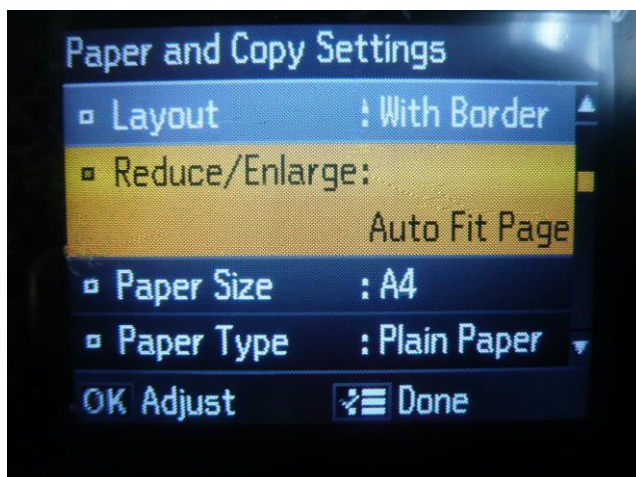 Paper and Copy Settings
Layout : With Border
Reduce/Enlarge:
Auto Fit Page
Paper Size : A4
Paper Type : Plain Paper
OK Adjust Done